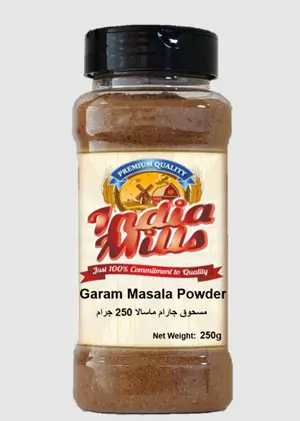 PREMIUM QUALITY
India
Mills
Just 100% Commitment to Quality
Garam Masala Powder
مسحوق جارام ماسالا 250 جرام
Net Weight: 250g